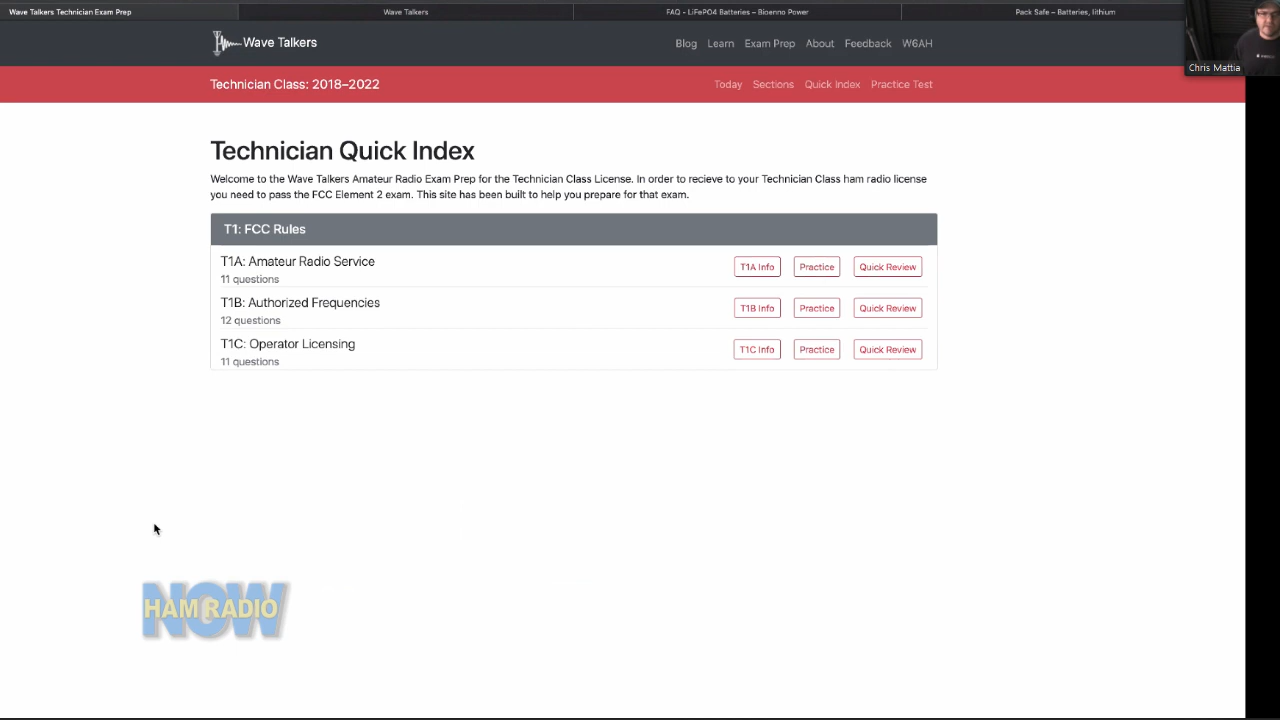 Wave Talkers Technician Exam Prep
Wave Talkers
FAQ - LiFePO4 Batteries – Bioenno Power
Pack Safe – Batteries, lithium
Wave Talkers
Blog Learn Exam Prep About Feedback W6AH
Chris Mattia
Technician Class: 2018–2022
Today Sections Quick Index Practice Test
Technician Quick Index
Welcome to the Wave Talkers Amateur Radio Exam Prep for the Technician Class License. In order to recieve to your Technician Class ham radio license
you need to pass the FCC Element 2 exam. This site has been built to help you prepare for that exam.
T1: FCC Rules
T1A: Amateur Radio Service
11 questions
T1A Info Practice Quick Review
T1B: Authorized Frequencies
12 questions
T1B Info Practice Quick Review
T1C: Operator Licensing
11 questions
T1C Info Practice Quick Review
HAM RADIO
NOW